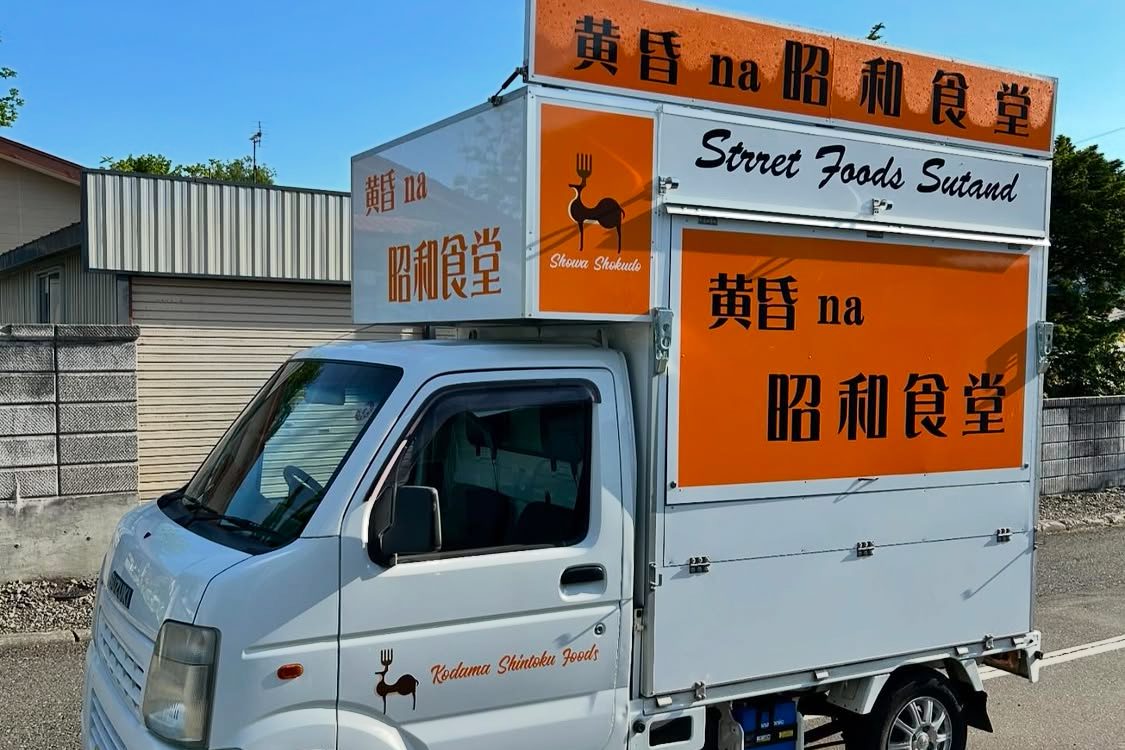 黄昏 na 昭和食堂
Strret Foods Sutand
黄昏 na
昭和食堂
Showa Shokudo
黄昏 na
昭和食堂
Kodama Shintoku Foods
SUZUKI